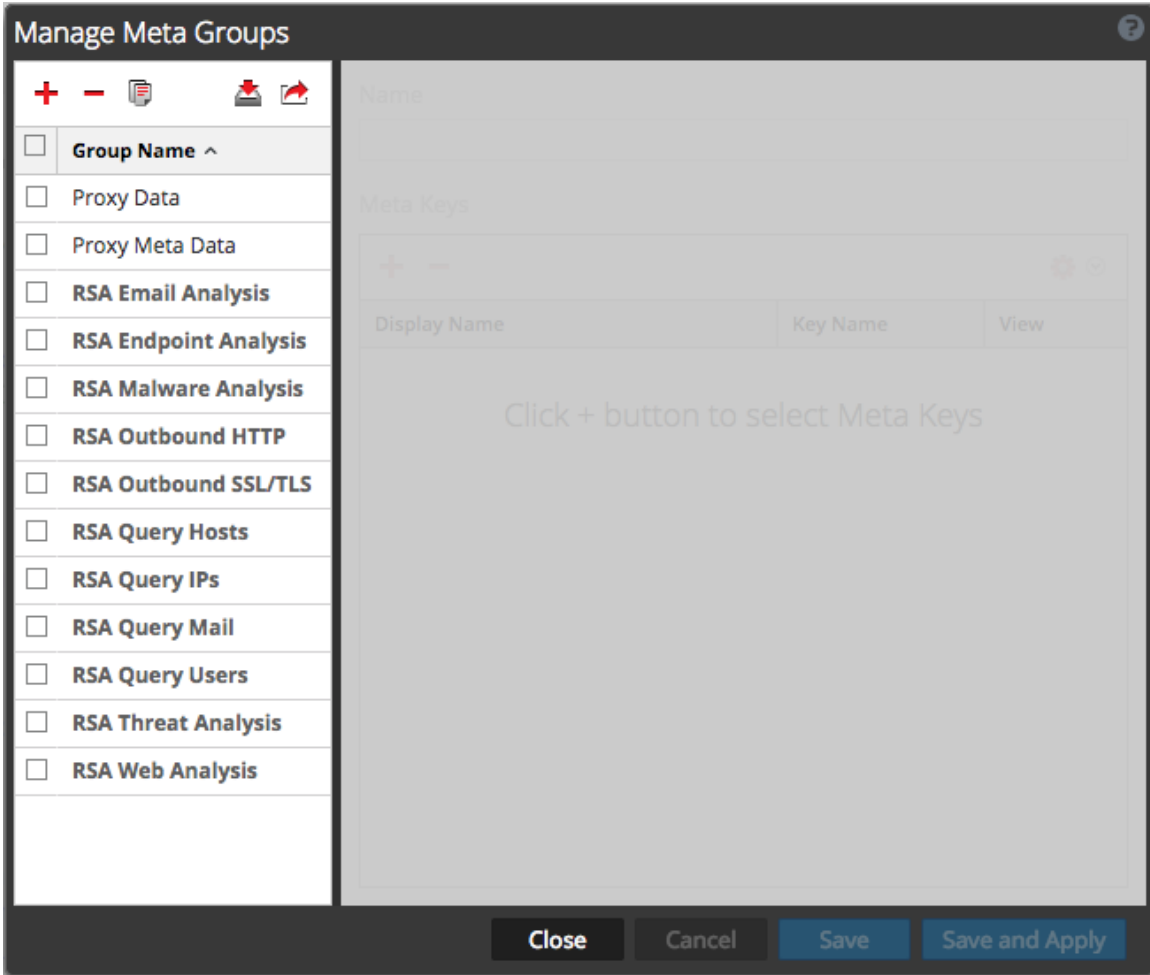 Manage Meta Groups
?
Group Name
Proxy Data
Proxy Meta Data
RSA Email Analysis
RSA Endpoint Analysis
RSA Malware Analysis
RSA Outbound HTTP
RSA Outbound SSL/TLS
RSA Query Hosts
RSA Query IPs
RSA Query Mail
RSA Query Users
RSA Threat Analysis
RSA Web Analysis
Name
Meta Keys
Display Name Key Name View
Click + button to select Meta Keys
Close Cancel Save Save and Apply